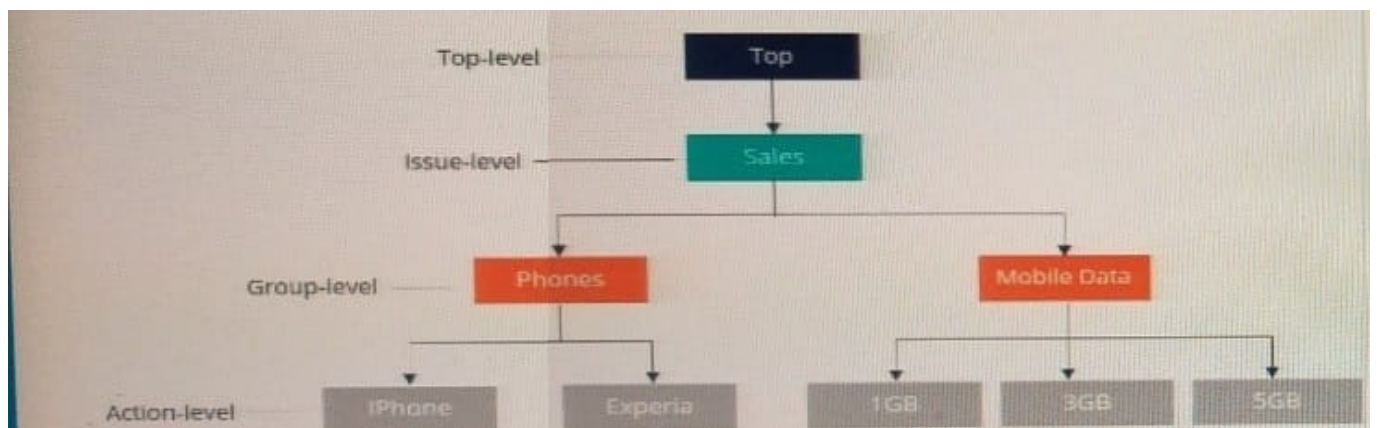 Top-level Top
Issue-level Sales
Group-level Phones Mobile Data
Action-level IPhone Experia 1GB 3GB 5GB